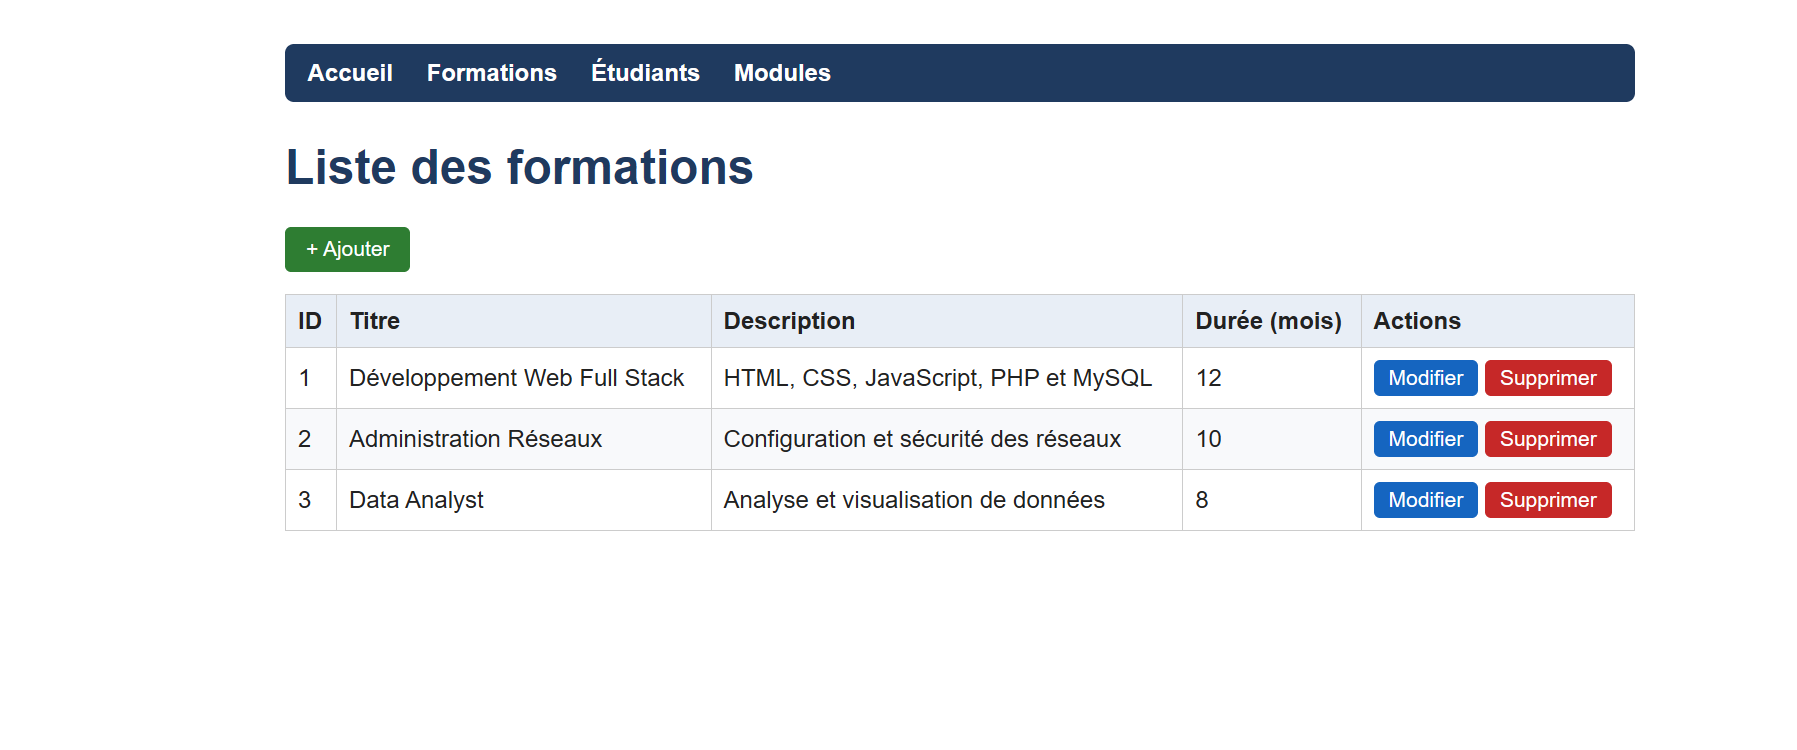 Accueil Formations Étudiants Modules
Liste des formations
+ Ajouter
ID Titre Description Durée (mois) Actions
1 Développement Web Full Stack HTML, CSS, JavaScript, PHP et MySQL 12 Modifier Supprimer
2 Administration Réseaux Configuration et sécurité des réseaux 10 Modifier Supprimer
3 Data Analyst Analyse et visualisation de données 8 Modifier Supprimer